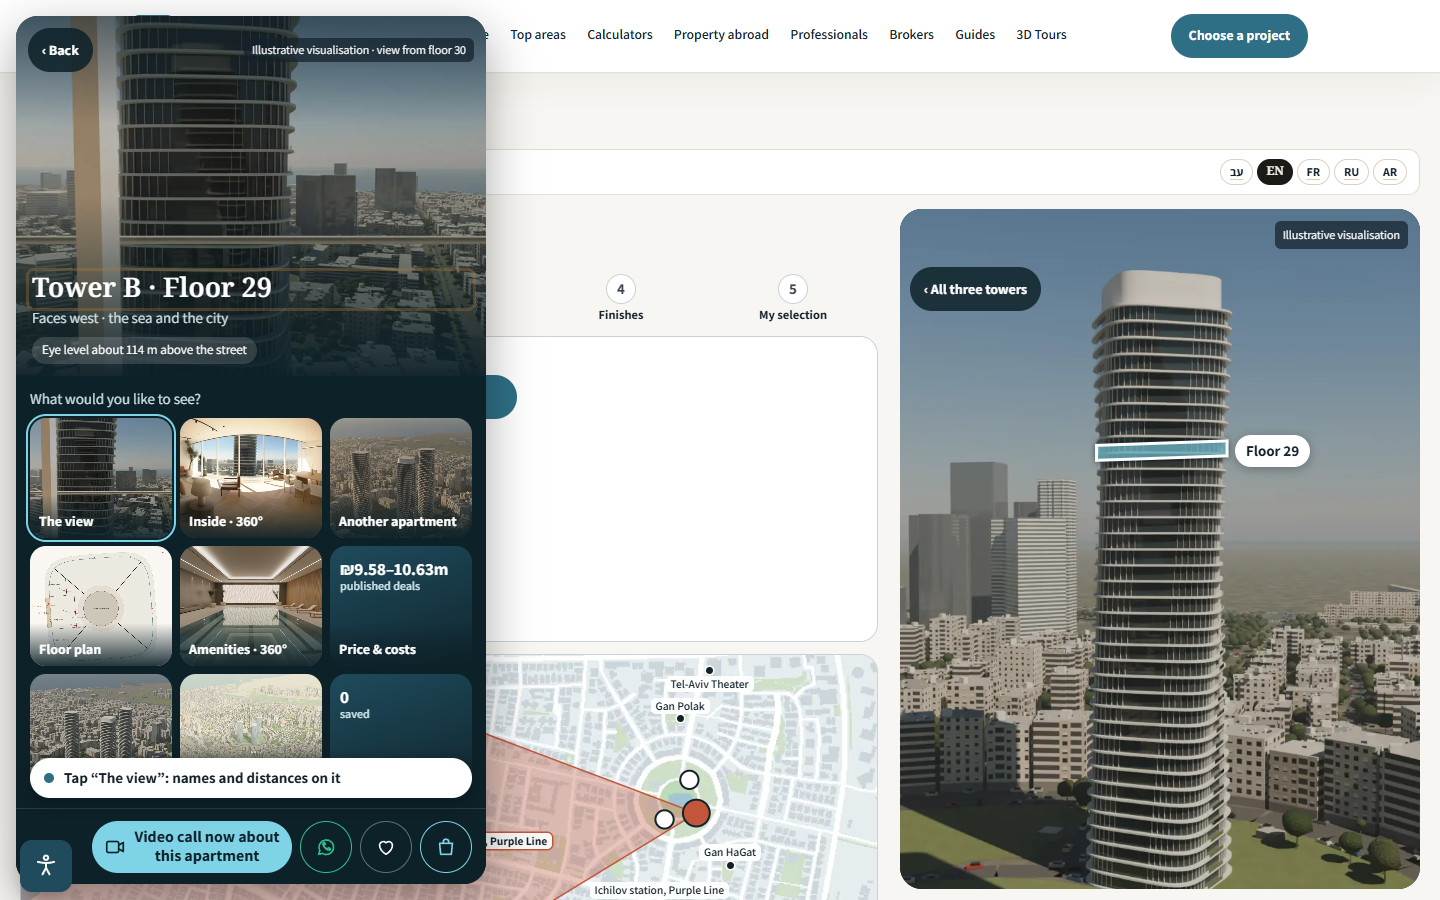 Top areas
Calculators
Property abroad
Professionals
Brokers
Guides
3D Tours
Choose a project
‹ Back
Illustrative visualisation · view from floor 30
Tower B · Floor 29
Faces west · the sea and the city
Eye level about 114 m above the street
What would you like to see?
The view
Inside · 360°
Another apartment
Floor plan
Amenities · 360°
₪9.58–10.63m
published deals
Price & costs
0
saved
Tap “The view”: names and distances on it
Video call now about
this apartment
עב
EN
FR
RU
AR
4
Finishes
5
My selection
Illustrative visualisation
‹ All three towers
Floor 29
Tel-Aviv Theater
Gan Polak
, Purple Line
Gan HaGat
Ichilov station, Purple Line